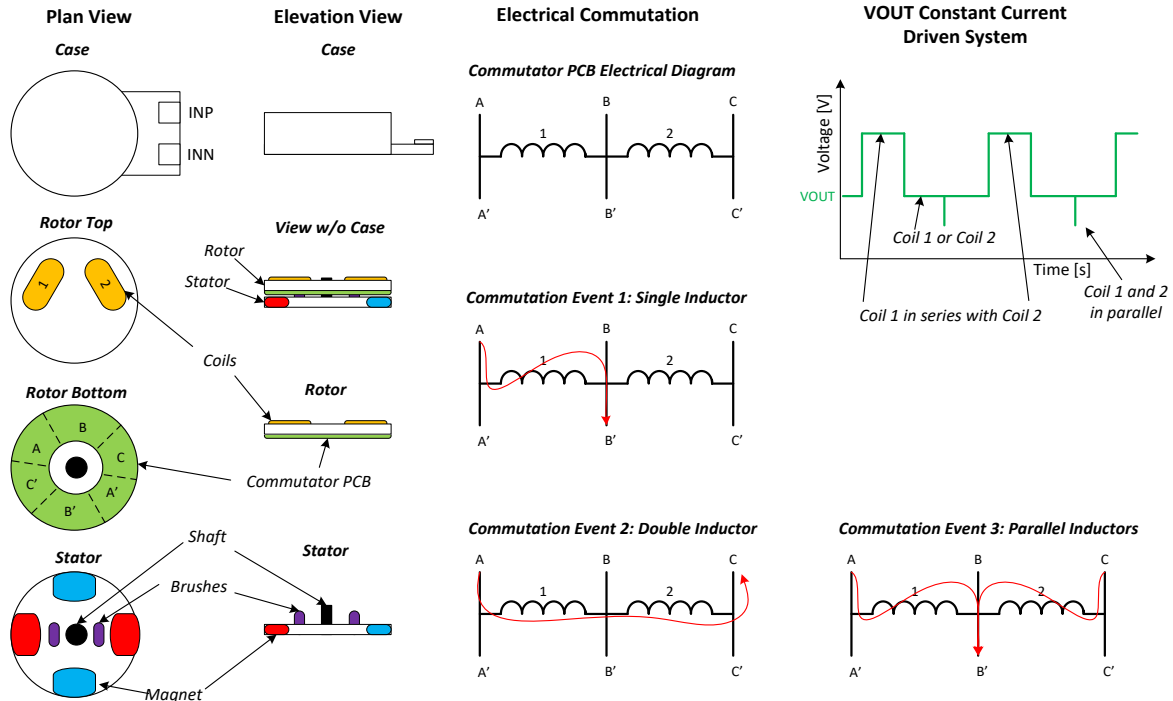 Plan View
Case
INP
INN
Rotor Top
1
2
Coils
Rotor Bottom
A
B
C
C'
B'
A'
Commutator PCB
Stator
Shaft
Brushes
Magnet
Elevation View
Case
View w/o Case
Rotor
Stator
Rotor
Stator
Electrical Commutation
Commutator PCB Electrical Diagram
A
B
C
1
2
A'
B'
C'
Commutation Event 1: Single Inductor
A
B
C
1
2
A'
B'
C'
Commutation Event 2: Double Inductor
A
B
C
1
2
A'
B'
C'
VOUT Constant Current
Driven System
Voltage [V]
VOUT
Coil 1 or Coil 2
Time [s]
Coil 1 in series with Coil 2
Coil 1 and 2
in parallel
Commutation Event 3: Parallel Inductors
A
B
C
1
2
A'
B'
C'